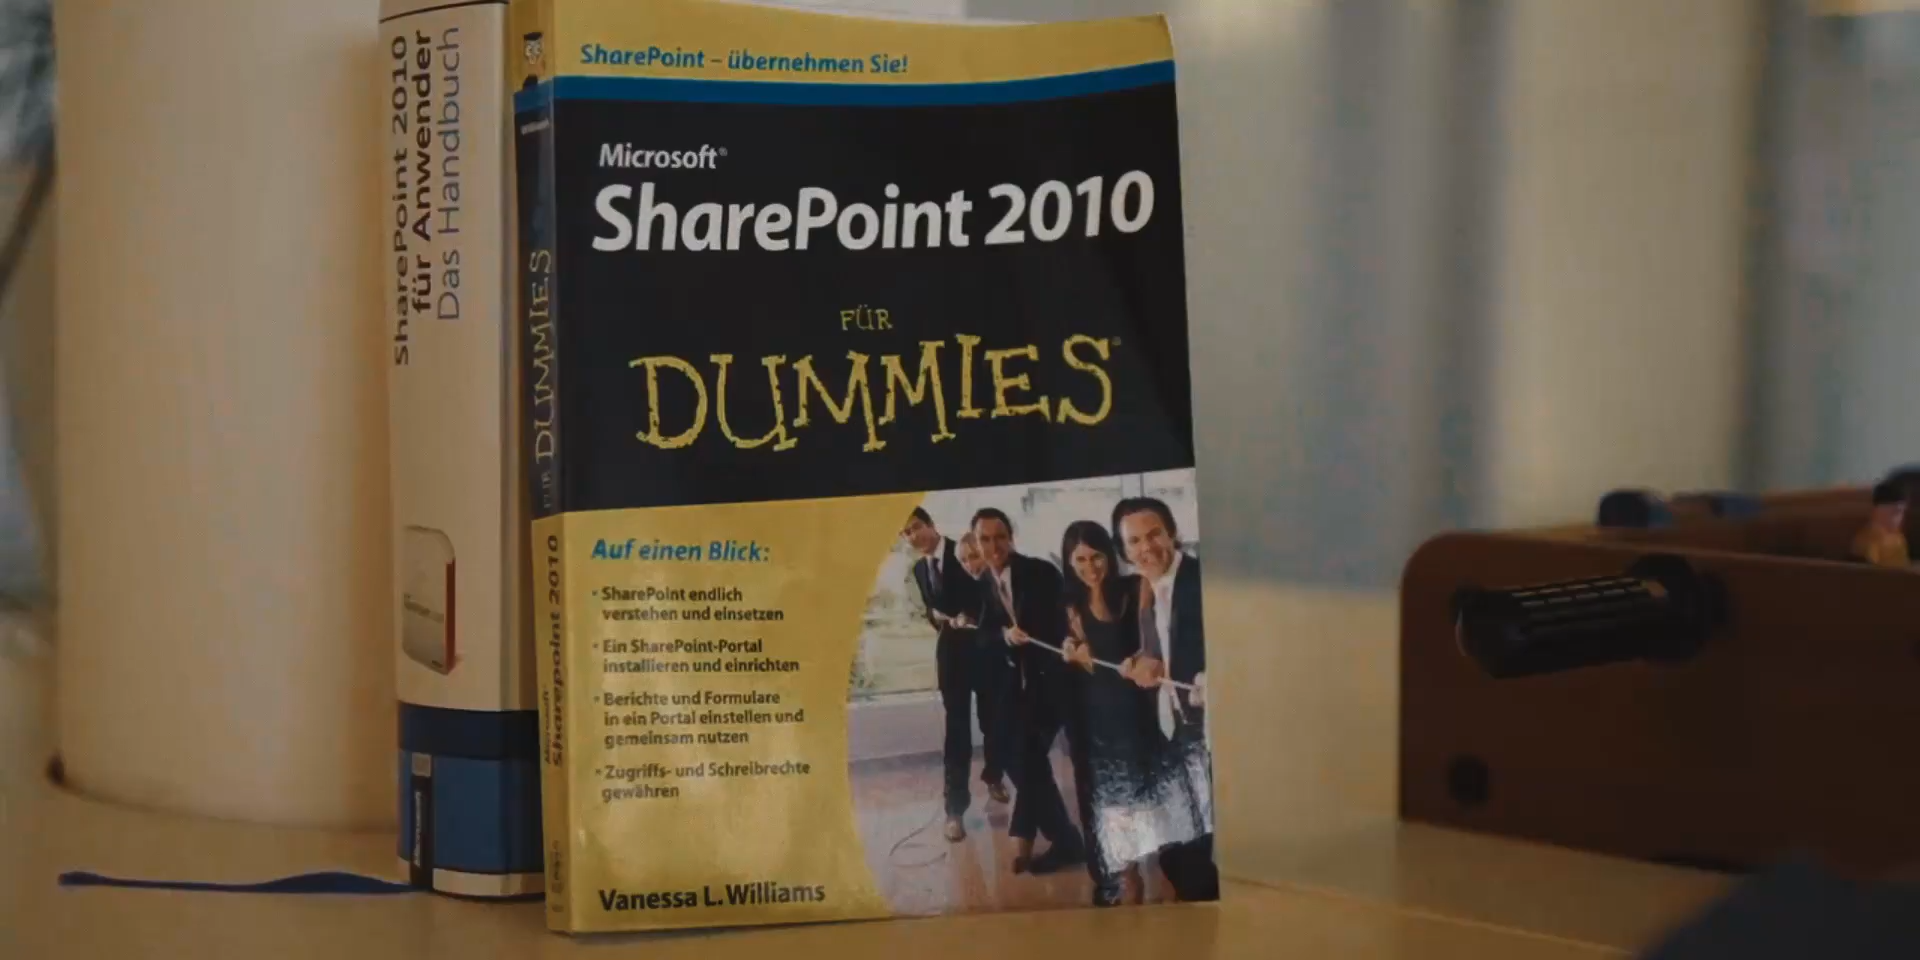 SharePoint 2010
für Anwender
Das Handbuch
FÜR DUMMIES
Microsoft
Sharepoint 2010
SharePoint – übernehmen Sie!
Microsoft®
SharePoint 2010
FÜR
DUMMIES®
Auf einen Blick:
• SharePoint endlich
verstehen und einsetzen
• Ein SharePoint-Portal
installieren und einrichten
• Berichte und Formulare
in ein Portal einstellen und
gemeinsam nutzen
• Zugriffs- und Schreibrechte
gewähren
Vanessa L. Williams
Microsoft